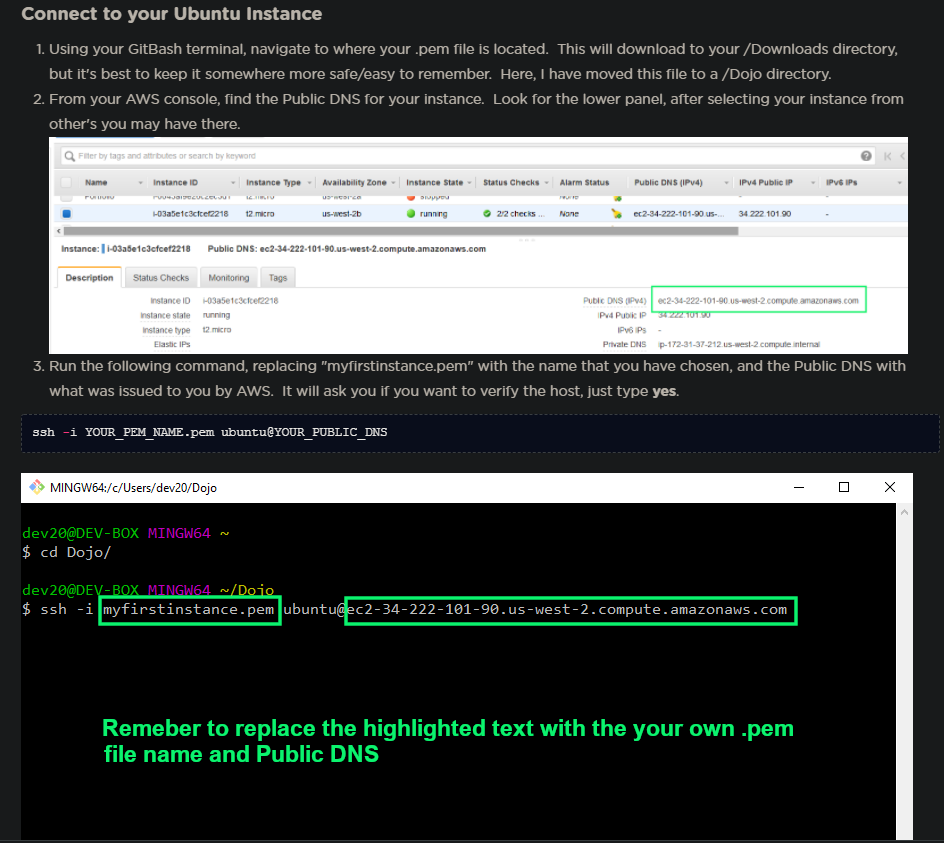 Connect to your Ubuntu Instance
1. Using your GitBash terminal, navigate to where your .pem file is located.  This will download to your /Downloads directory,
but it's best to keep it somewhere more safe/easy to remember.  Here, I have moved this file to a /Dojo directory.
2. From your AWS console, find the Public DNS for your instance.  Look for the lower panel, after selecting your instance from
other's you may have there.
Filter by tags and attributes or search by keyword
Name Instance ID Instance Type Availability Zone Instance State Status Checks Alarm Status Public DNS (IPv4) IPv4 Public IP IPv6 IPs
Portfolio t2.micro us-west-2a stopped None
i-03a5e1c3cfcef2218 t2.micro us-west-2b running 2/2 checks ... None ec2-34-222-101-90.us-... 34.222.101.90 -
Instance: i-03a5e1c3cfcef2218 Public DNS: ec2-34-222-101-90.us-west-2.compute.amazonaws.com
Description Status Checks Monitoring Tags
Instance ID i-03a5e1c3cfcef2218 Public DNS (IPv4) ec2-34-222-101-90.us-west-2.compute.amazonaws.com
Instance state running IPv4 Public IP 34.222.101.90
Instance type t2.micro IPv6 IPs -
Elastic IPs Private DNS ip-172-31-37-212.us-west-2.compute.internal
3. Run the following command, replacing "myfirstinstance.pem" with the name that you have chosen, and the Public DNS with
what was issued to you by AWS.  It will ask you if you want to verify the host, just type yes.
ssh -i YOUR_PEM_NAME.pem ubuntu@YOUR_PUBLIC_DNS
MINGW64:/c/Users/dev20/Dojo
dev20@DEV-BOX MINGW64 ~
$ cd Dojo/
dev20@DEV-BOX MINGW64 ~/Dojo
$ ssh -i myfirstinstance.pem ubuntu@ec2-34-222-101-90.us-west-2.compute.amazonaws.com
Remeber to replace the highlighted text with the your own .pem
file name and Public DNS